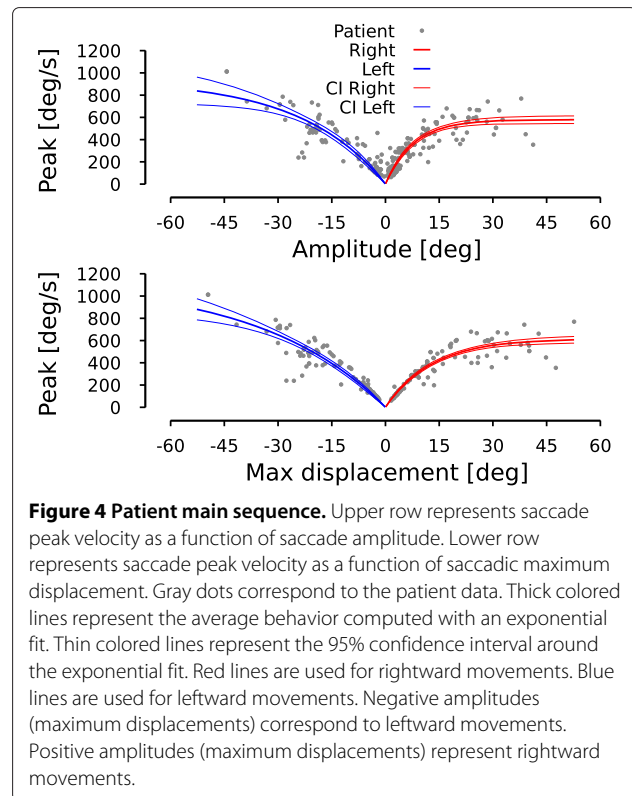 Patient
Right
Left
CI Right
CI Left
1200
1000
800
600
400
200
0
Peak [deg/s]
-60 -45 -30 -15 0 15 30 45 60
Amplitude [deg]
1200
1000
800
600
400
200
0
Peak [deg/s]
-60 -45 -30 -15 0 15 30 45 60
Max displacement [deg]
Figure 4 Patient main sequence. Upper row represents saccade
peak velocity as a function of saccade amplitude. Lower row
represents saccade peak velocity as a function of saccadic maximum
displacement. Gray dots correspond to the patient data. Thick colored
lines represent the average behavior computed with an exponential
fit. Thin colored lines represent the 95% confidence interval around
the exponential fit. Red lines are used for rightward movements. Blue
lines are used for leftward movements. Negative amplitudes
(maximum displacements) correspond to leftward movements.
Positive amplitudes (maximum displacements) represent rightward
movements.